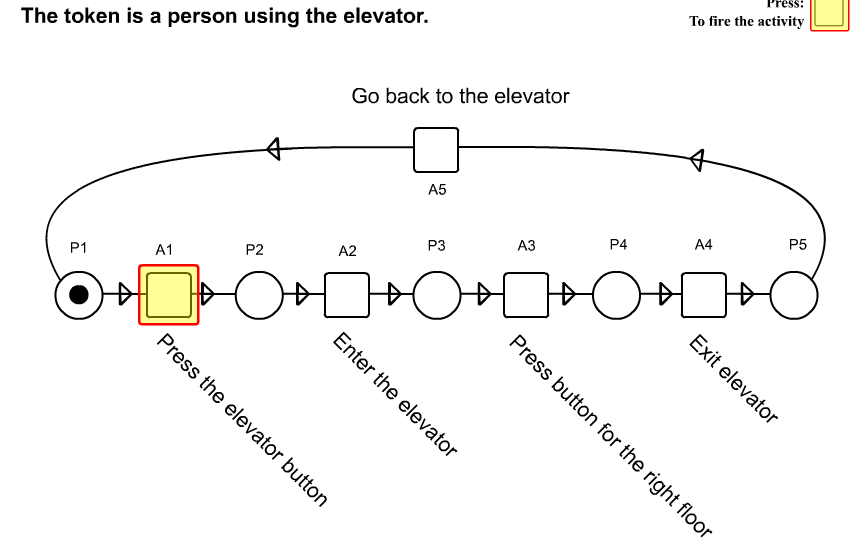 The token is a person using the elevator.
Press:
To fire the activity
Go back to the elevator
A5
P1
A1
P2
A2
P3
A3
P4
A4
P5
Press the elevator button
Enter the elevator
Press button for the right floor
Exit elevator